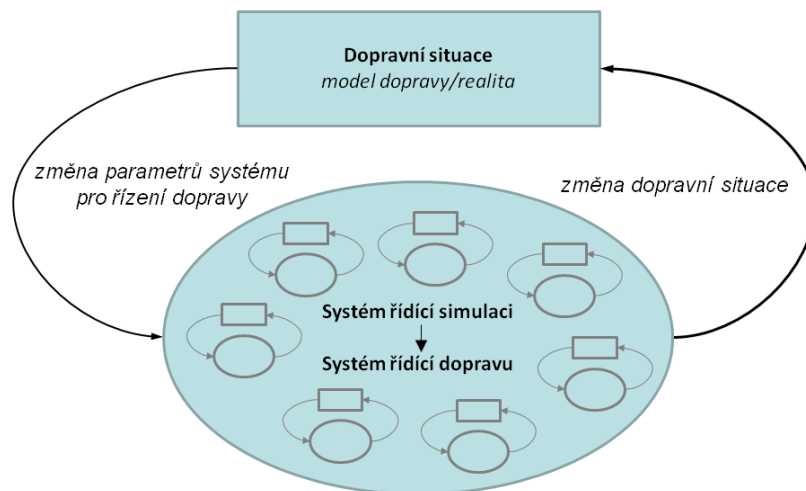 Dopravní situace
model dopravy/realita
změna parametrů systému
pro řízení dopravy
změna dopravní situace
Systém řídící simulaci
Systém řídící dopravu